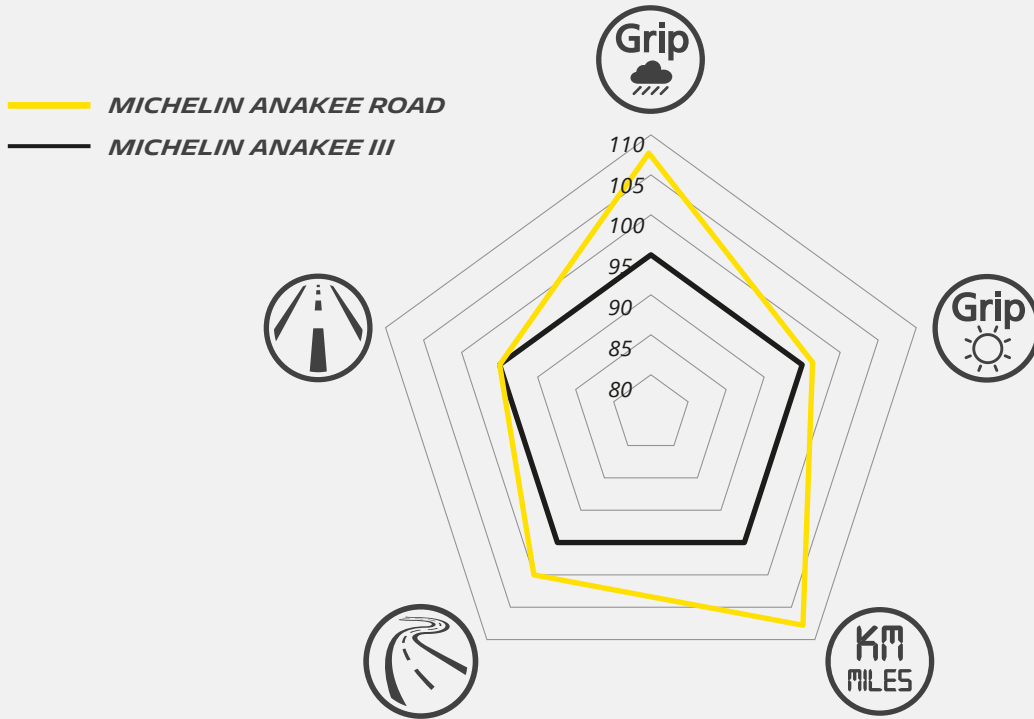 Grip
MICHELIN ANAKEE ROAD
MICHELIN ANAKEE III
110
105
100
95
90
85
80
Grip
KM
MILES